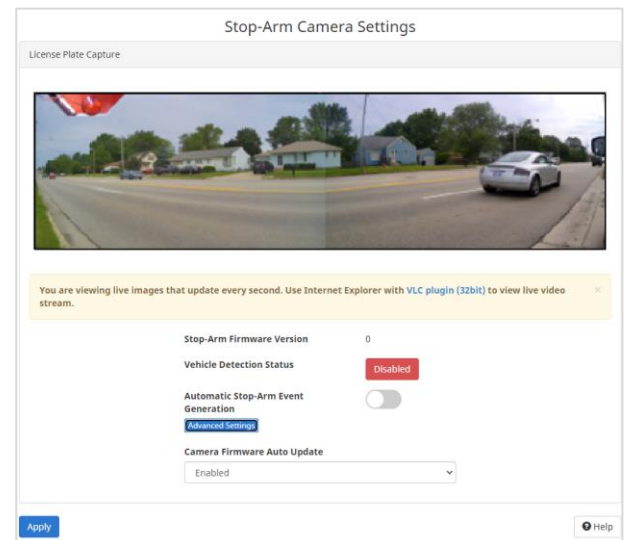 Stop-Arm Camera Settings
License Plate Capture
You are viewing live images that update every second. Use Internet Explorer with VLC plugin (32bit) to view live video
stream.
×
Stop-Arm Firmware Version 0
Vehicle Detection Status Disabled
Automatic Stop-Arm Event
Generation
Advanced Settings
Camera Firmware Auto Update
Enabled
Apply
Help